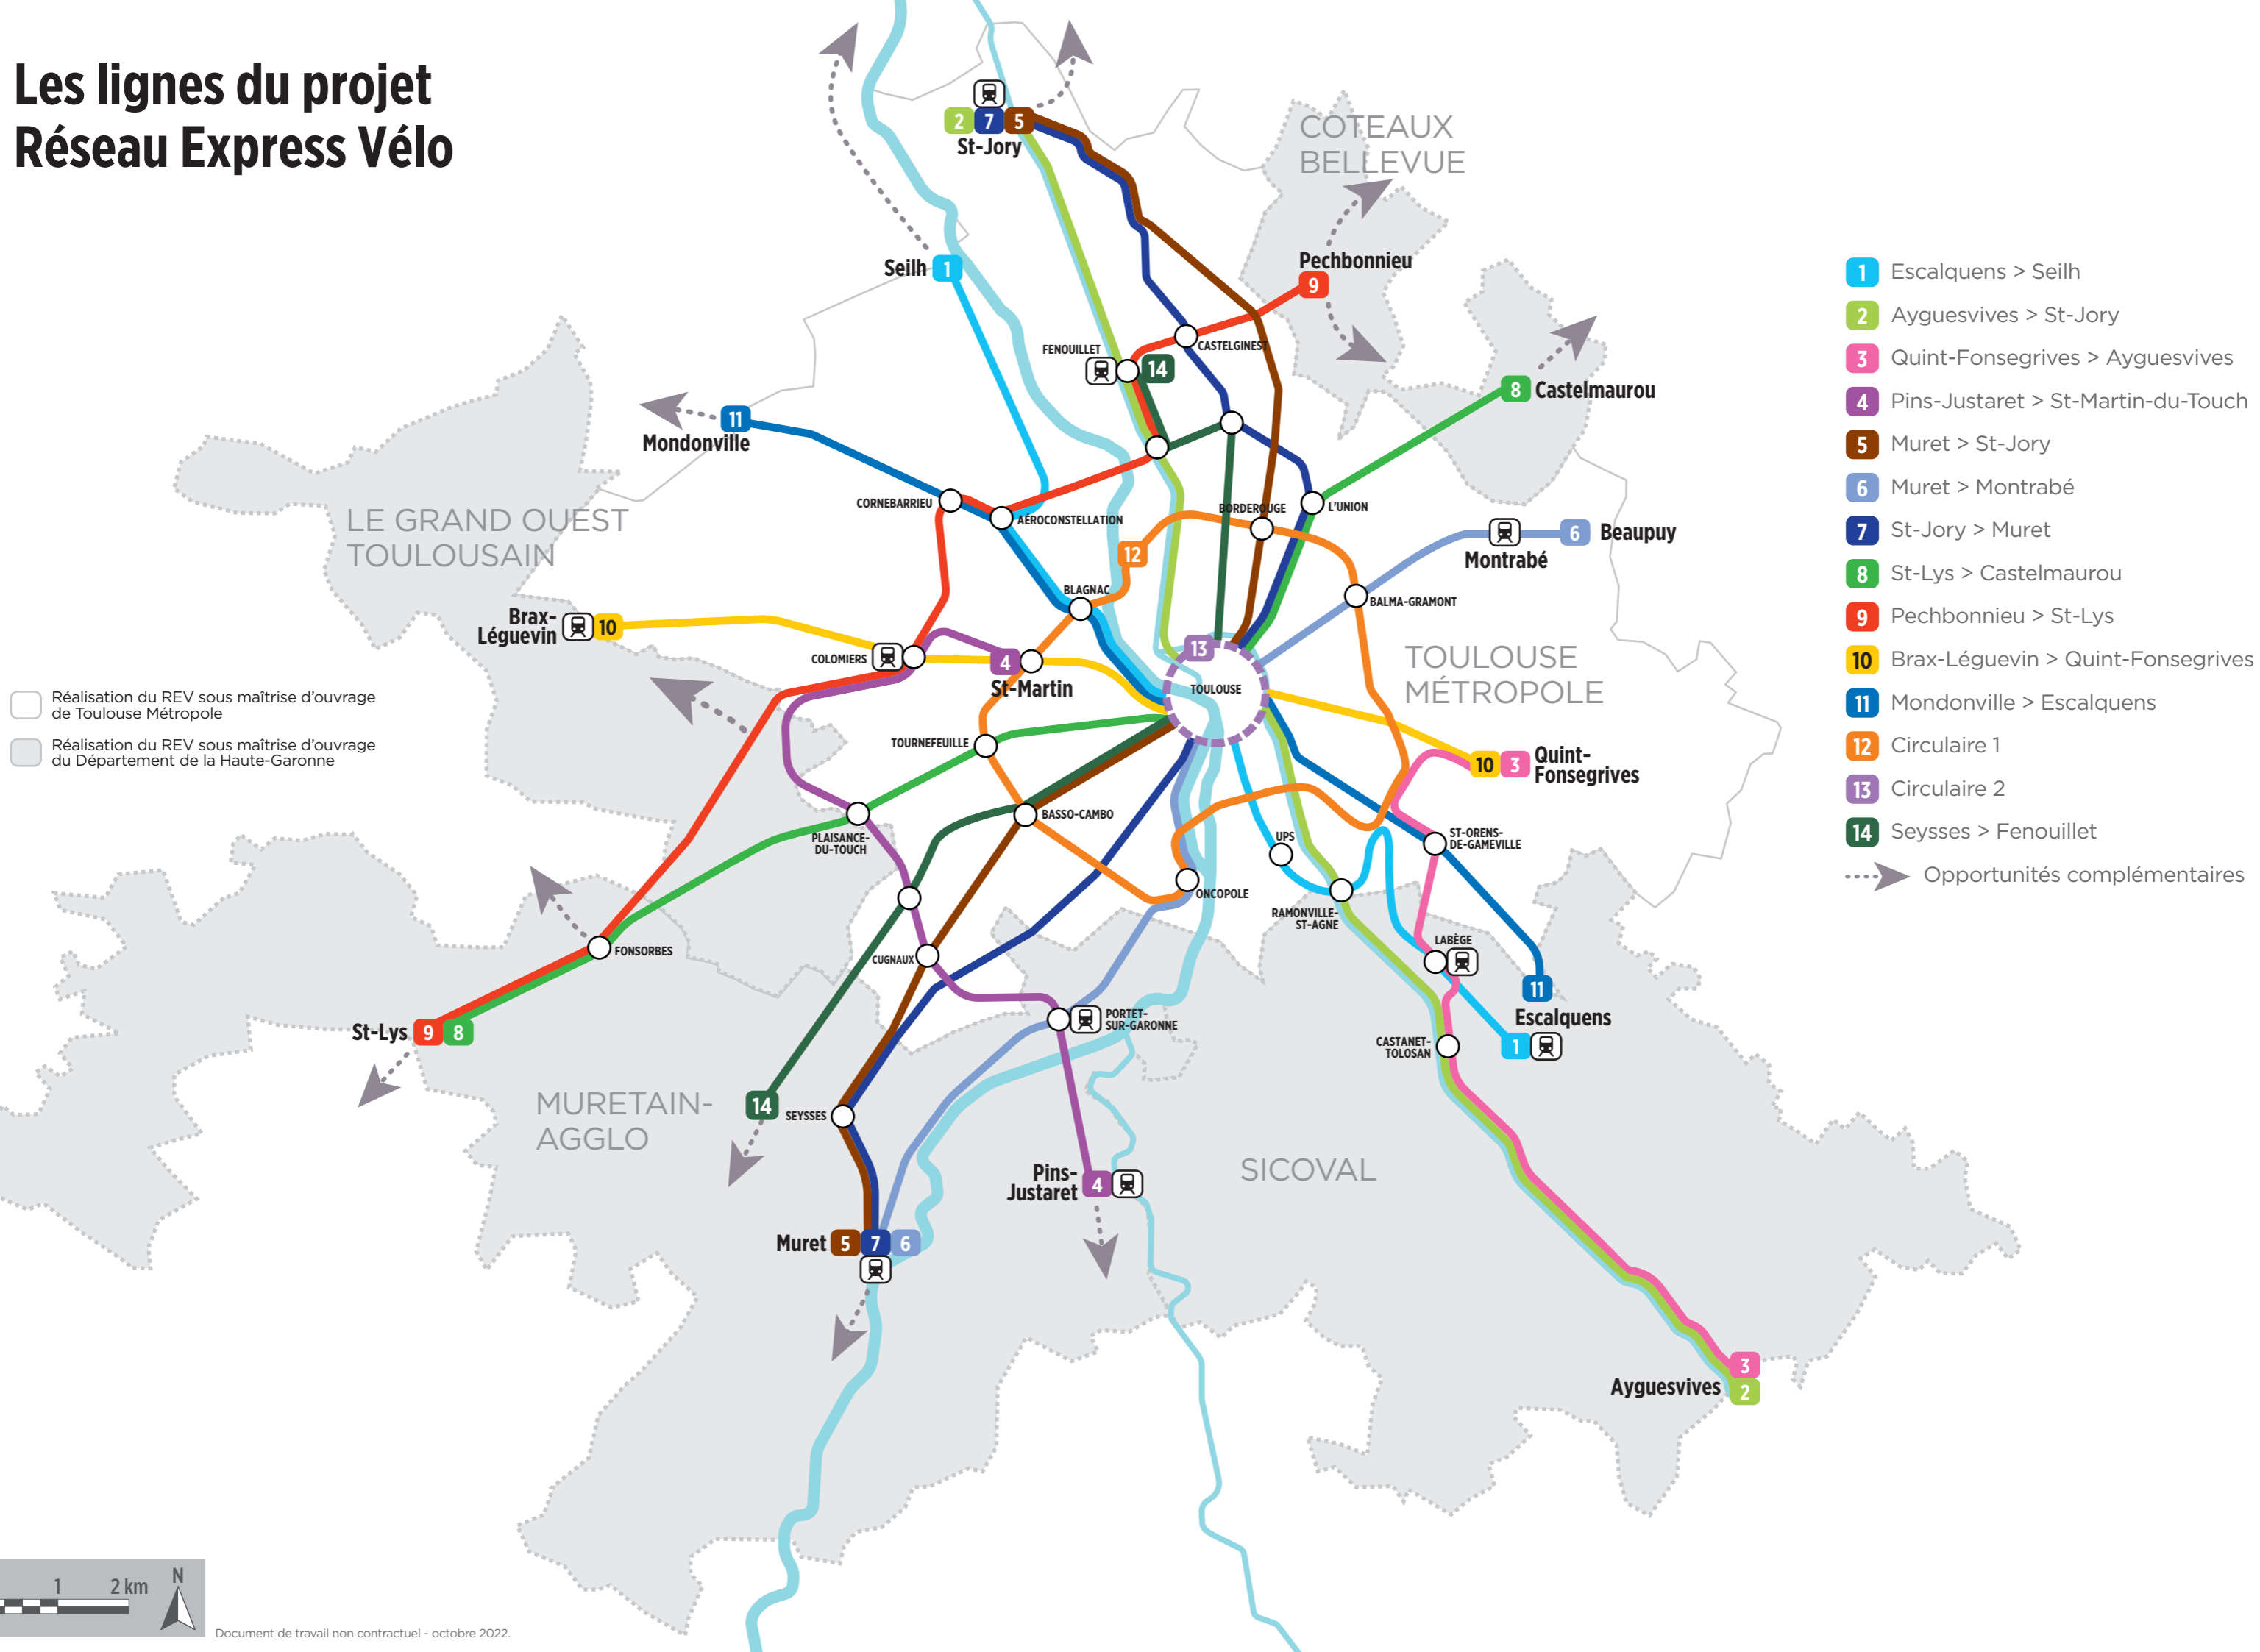 Les lignes du projet
Réseau Express Vélo
2 7 5
St-Jory
COTEAUX
BELLEVUE
Pechbonnieu
9
Seilh 1
FENOUILLET
14
CASTELGINEST
8 Castelmaurou
11
Mondonville
CORNEBARRIEU
AÉROCONSTELLATION
BORDEROUGE
L'UNION
LE GRAND OUEST
TOULOUSAIN
12
6 Beaupuy
Montrabé
BLAGNAC
BALMA-GRAMONT
Brax-
Léguevin
10
COLOMIERS
4
St-Martin
13
TOULOUSE
TOULOUSE
MÉTROPOLE
TOURNEFEUILLE
10 3
Quint-
Fonsegrives
BASSO-CAMBO
PLAISANCE-
DU-TOUCH
UPS
ST-ORENS-
DE-GAMEVILLE
ONCOPOLE
RAMONVILLE-
ST-AGNE
FONSORBES
CUGNAUX
LABÈGE
11
Escalquens
1
St-Lys 9 8
PORTET-
SUR-GARONNE
CASTANET-
TOLOSAN
MURETAIN-
AGGLO
14
SEYSSES
Pins-
Justaret
4
SICOVAL
Muret 5 7 6
3
Ayguesvives
2
1 Escalquens > Seilh
2 Ayguesvives > St-Jory
3 Quint-Fonsegrives > Ayguesvives
4 Pins-Justaret > St-Martin-du-Touch
5 Muret > St-Jory
6 Muret > Montrabé
7 St-Jory > Muret
8 St-Lys > Castelmaurou
9 Pechbonnieu > St-Lys
10 Brax-Léguevin > Quint-Fonsegrives
11 Mondonville > Escalquens
12 Circulaire 1
13 Circulaire 2
14 Seysses > Fenouillet
Opportunités complémentaires
Réalisation du REV sous maîtrise d'ouvrage
de Toulouse Métropole
Réalisation du REV sous maîtrise d'ouvrage
du Département de la Haute-Garonne
1 2 km
N
Document de travail non contractuel - octobre 2022.